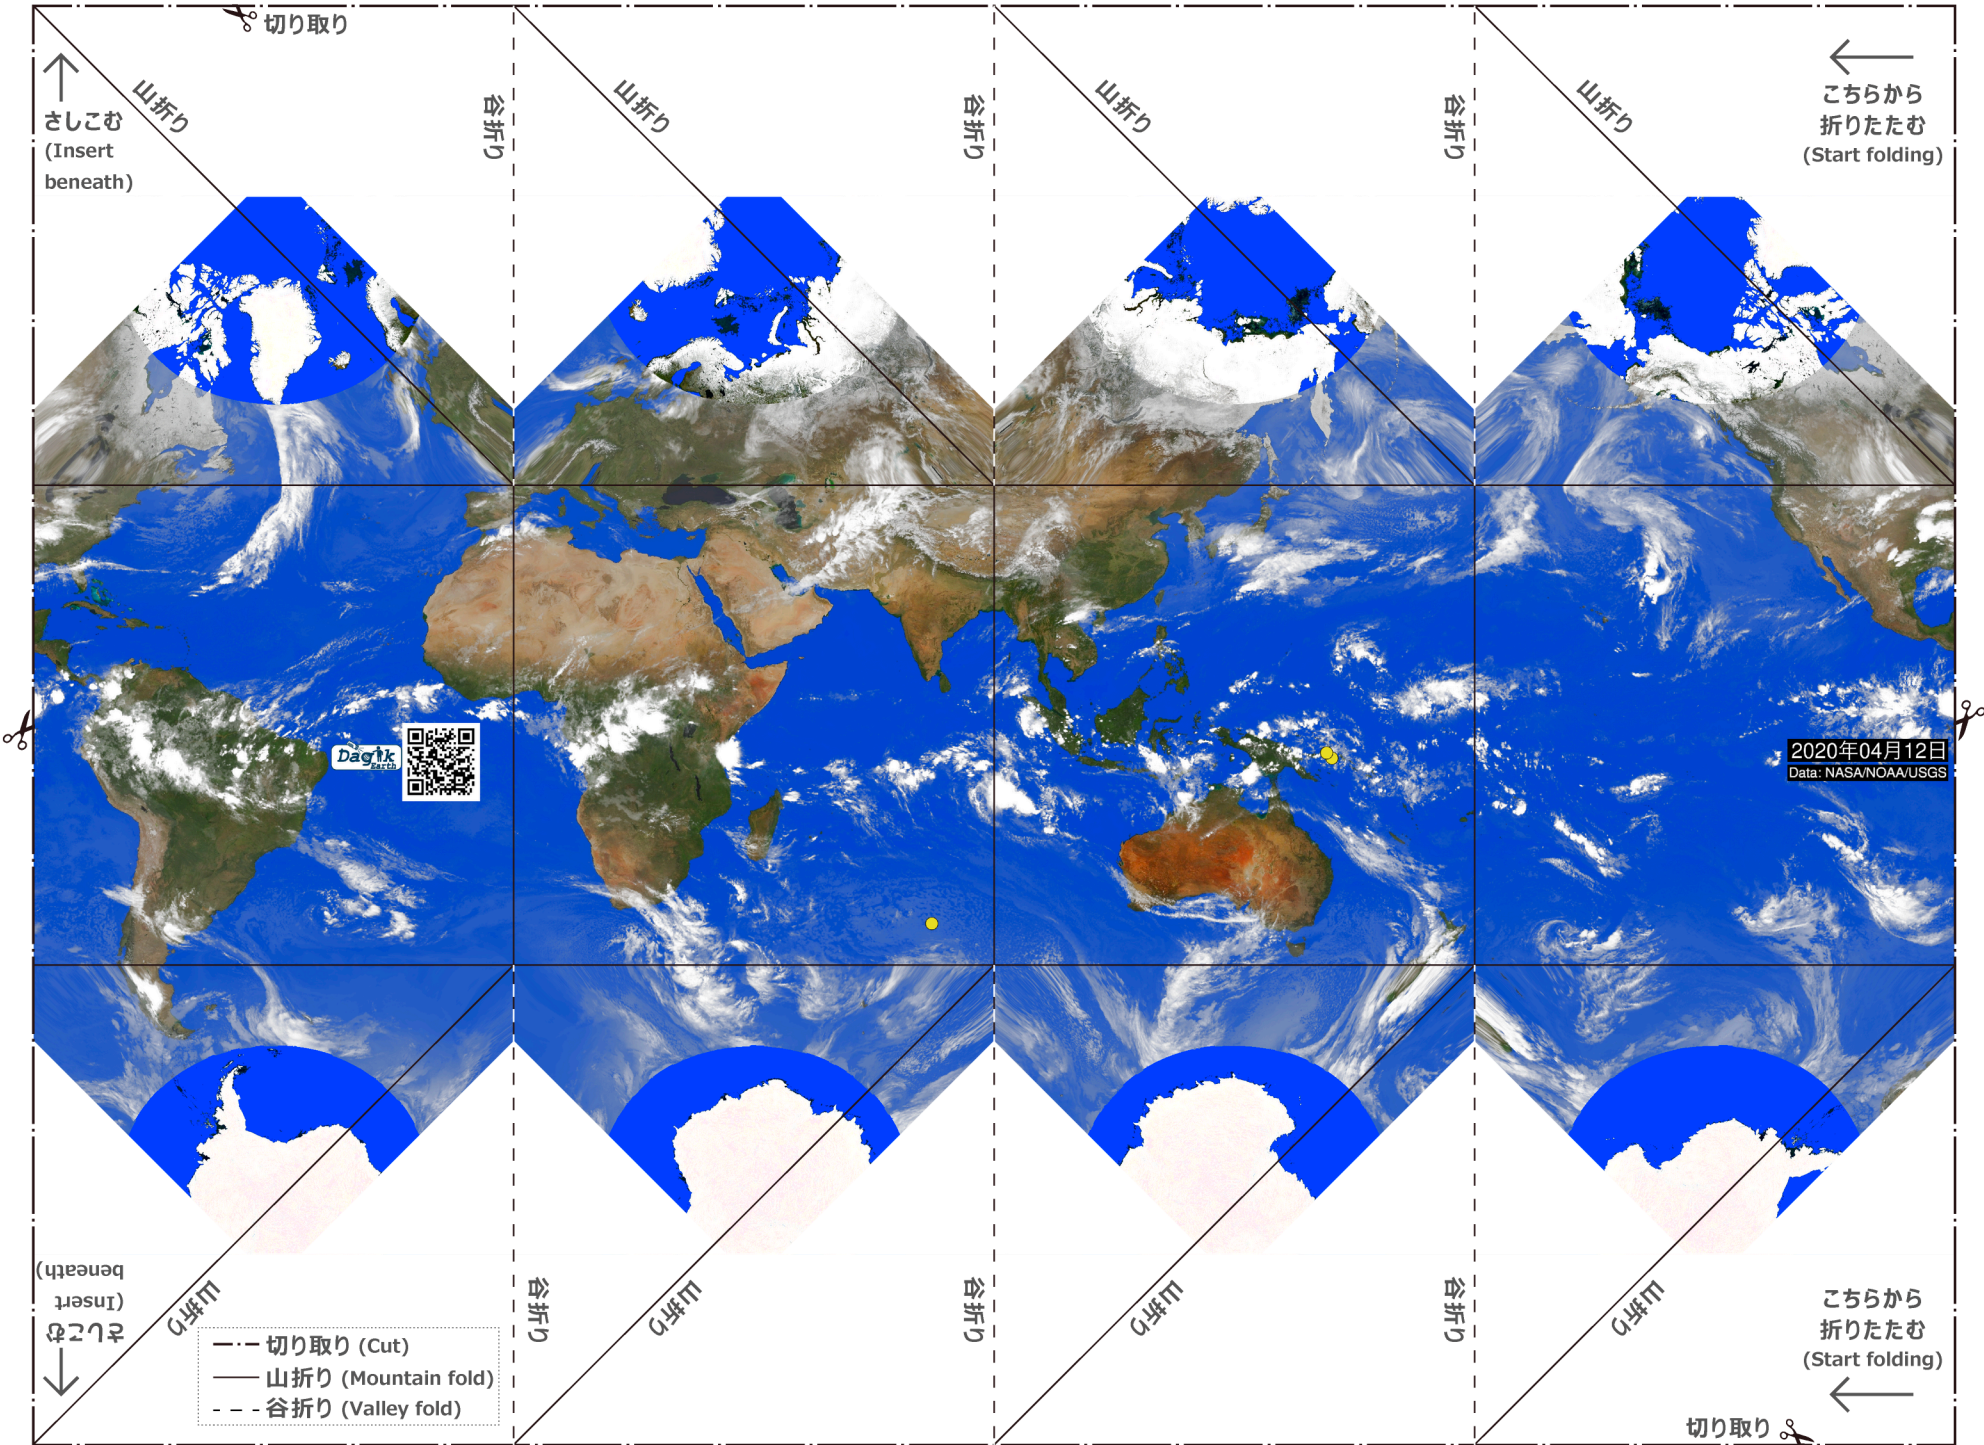 切り取り
山折り
谷折り
山折り
谷折り
山折り
谷折り
山折り
さしこむ
(Insert
beneath)
こちらから
折りたたむ
(Start folding)
Dagik
Earth
2020年04月12日
Data: NASA/NOAA/USGS
さしこむ
(Insert
beneath)
山折り
谷折り
山折り
谷折り
山折り
谷折り
山折り
こちらから
折りたたむ
(Start folding)
切り取り (Cut)
山折り (Mountain fold)
谷折り (Valley fold)
切り取り